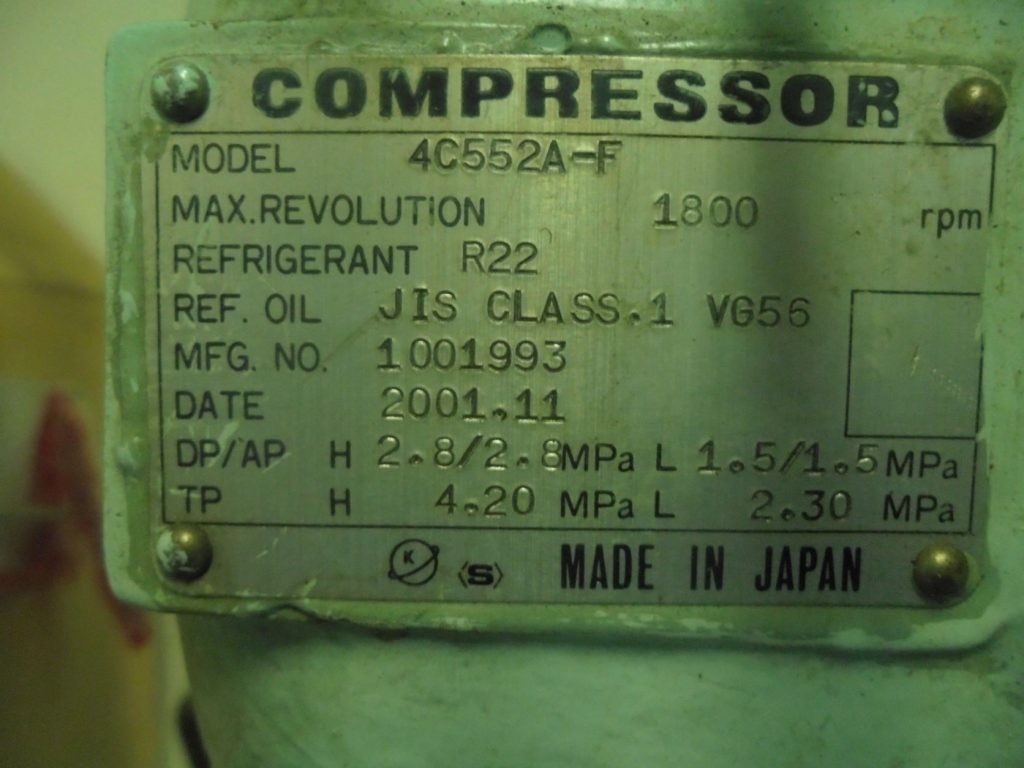 COMPRESSOR
MODEL 4C552A-F
MAX.REVOLUTION 1800 rpm
REFRIGERANT R22
REF. OIL JIS CLASS.1 VG56
MFG. NO. 1001993
DATE 2001.11
DP/AP H 2.8/2.8MPa L 1.5/1.5MPa
TP H 4.20 MPa L 2.30 MPa
K ⟨S⟩ MADE IN JAPAN